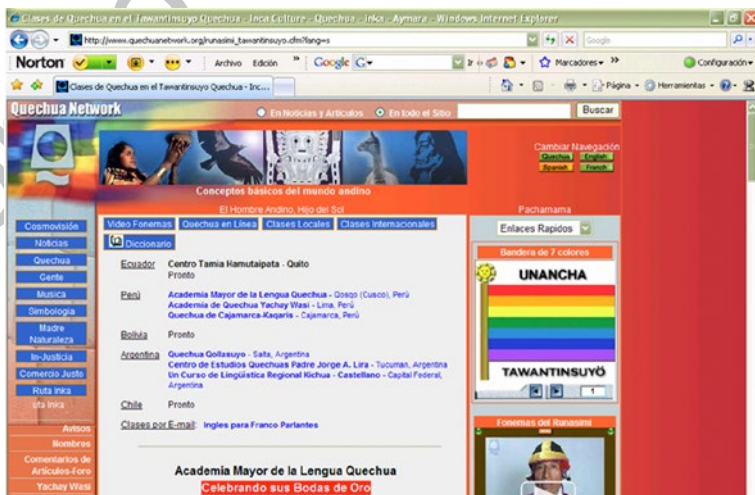 Clases de Quechua en el Tawantinsuyo Quechua - Inca Culture - Quechua - inka - Aymara - Windows Internet Explorer
http://www.quechuanetwork.org/runasimi_tawantinsuyo.cfm?lang=s
Google
Norton
Archivo Edición
Google
Ir
Marcadores
Configuración
Clases de Quechua en el Tawantinsuyo Quechua - Inc...
Página
Herramientas
Quechua Network
En Noticias y Articulos
En todo el Sitio
Buscar
Cambiar Navegación
Quechua
English
Spanish
French
Conceptos básicos del mundo andino
El Hombre Andino, Hijo del Sol
Pachamama
Cosmovisión
Noticias
Quechua
Gente
Musica
Simbologia
Madre
Naturaleza
In-Justicia
Comercio Justo
Ruta Inka
uta Inka
Avisos
Nombres
Comentarios de
Articulos-Foro
Yachay Wasi
Video Fonemas
Quechua en Línea
Clases Locales
Clases Internacionales
Diccionario
Ecuador Centro Tamia Hamutaipata - Quito
Pronto
Perú Academia Mayor de la Lengua Quechua - Qosqo (Cusco), Perú
Academia de Quechua Yachay Wasi - Lima, Perú
Quechua de Cajamarca-Kaqaris - Cajamarca, Perú
Bolivia Pronto
Argentina Quechua Qollasuyo - Salta, Argentina
Centro de Estudios Quechuas Padre Jorge A. Lira - Tucuman, Argentina
Un Curso de Lingüística Regional Kichua - Castellano - Capital Federal,
Argentina
Chile Pronto
Clases por E-mail: Ingles para Franco Parlantes
Academia Mayor de la Lengua Quechua
Celebrando sus Bodas de Oro
Enlaces Rapidos
Bandera de 7 colores
UNANCHA
TAWANTINSUYÖ
1
Fonemas del Runasimi